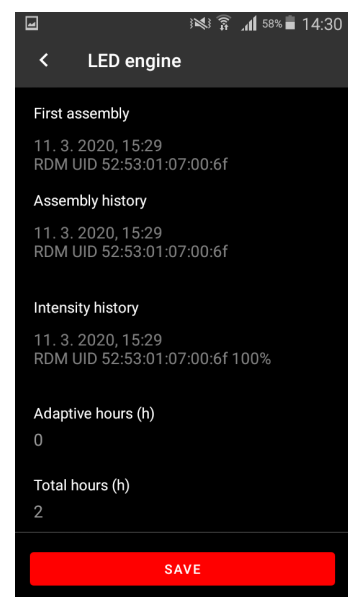 58% 14:30
LED engine
First assembly
11. 3. 2020, 15:29
RDM UID 52:53:01:07:00:6f
Assembly history
11. 3. 2020, 15:29
RDM UID 52:53:01:07:00:6f
Intensity history
11. 3. 2020, 15:29
RDM UID 52:53:01:07:00:6f 100%
Adaptive hours (h)
0
Total hours (h)
2
SAVE